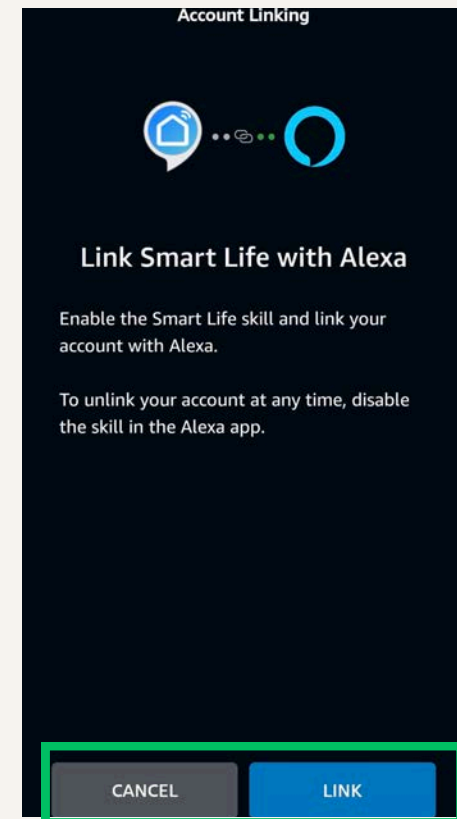 Account Linking
Link Smart Life with Alexa
Enable the Smart Life skill and link your
account with Alexa.
To unlink your account at any time, disable
the skill in the Alexa app.
CANCEL LINK